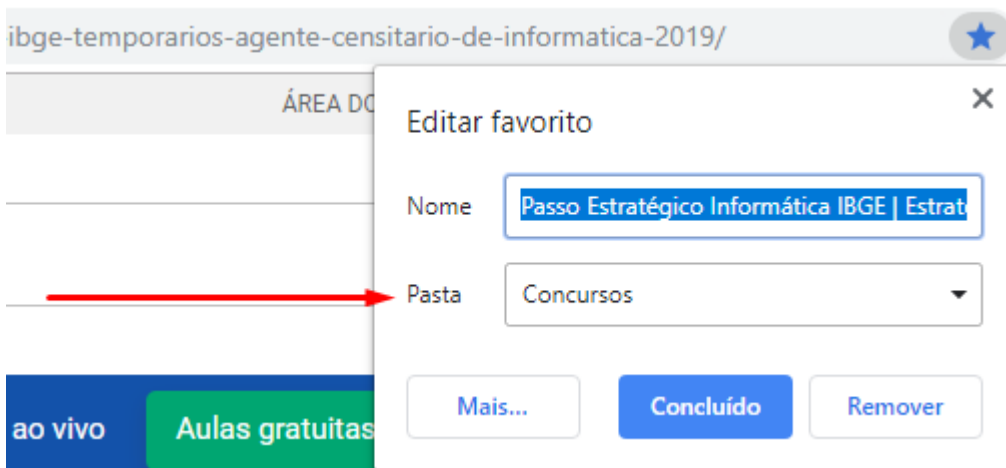 ibge-temporarios-agente-censitario-de-informatica-2019/
ÁREA DO
Editar favorito
Nome
Passo Estratégico Informática IBGE | Estraté
Pasta
Concursos
Mais...
Concluído
Remover
ao vivo
Aulas gratuitas